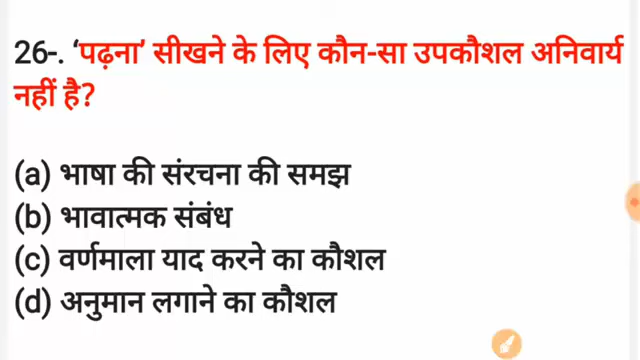 26-. ‘पढ़ना’ सीखने के लिए कौन-सा उपकौशल अनिवार्य
नहीं है?
(a) भाषा की संरचना की समझ
(b) भावात्मक संबंध
(c) वर्णमाला याद करने का कौशल
(d) अनुमान लगाने का कौशल